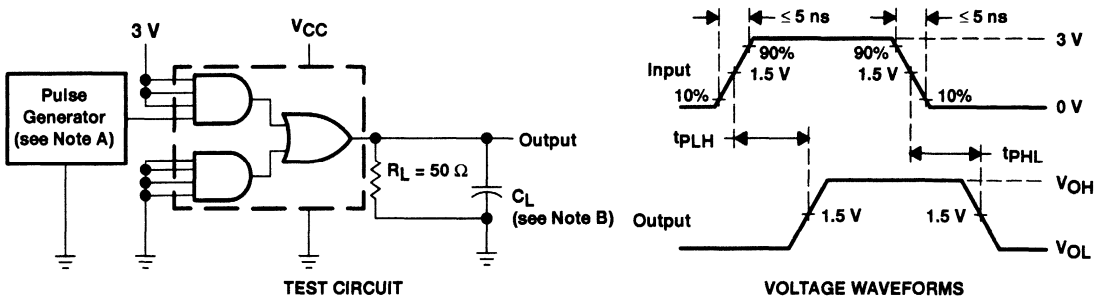 3 V
VCC
Pulse
Generator
(see Note A)
Output
RL = 50 Ω
CL
(see Note B)
TEST CIRCUIT
≤ 5 ns
≤ 5 ns
3 V
90%
90%
Input
1.5 V
1.5 V
10%
10%
0 V
tPLH
tPHL
VOH
Output
1.5 V
1.5 V
VOL
VOLTAGE WAVEFORMS